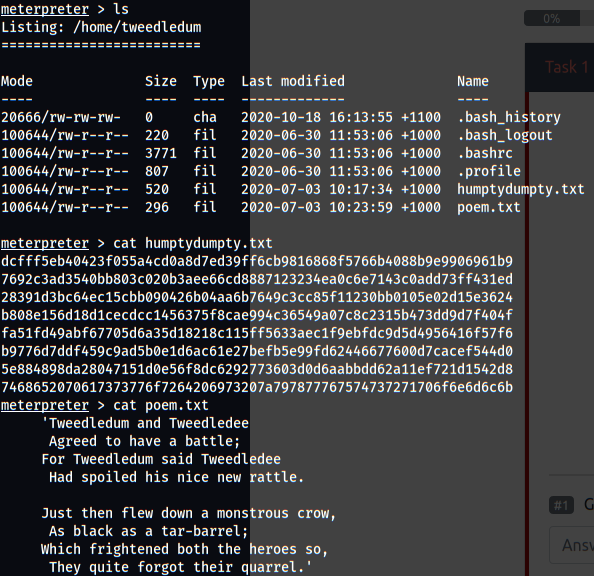 meterpreter > ls
Listing: /home/tweedledum
=========================
0%
Task 1
Mode Size Type Last modified Name
---- ---- ---- ------------- ----
20666/rw-rw-rw- 0 cha 2020-10-18 16:13:55 +1100 .bash_history
100644/rw-r--r-- 220 fil 2020-06-30 11:53:06 +1000 .bash_logout
100644/rw-r--r-- 3771 fil 2020-06-30 11:53:06 +1000 .bashrc
100644/rw-r--r-- 807 fil 2020-06-30 11:53:06 +1000 .profile
100644/rw-r--r-- 520 fil 2020-07-03 10:17:34 +1000 humptydumpty.txt
100644/rw-r--r-- 296 fil 2020-07-03 10:23:59 +1000 poem.txt
meterpreter > cat humptydumpty.txt
dcfff5eb40423f055a4cd0a8d7ed39ff6cb9816868f5766b4088b9e9906961b9
7692c3ad3540bb803c020b3aee66cd8887123234ea0c6e7143c0add73ff431ed
28391d3bc64ec15cbb090426b04aa6b7649c3cc85f11230bb0105e02d15e3624
b808e156d18d1cecdcc1456375f8cae994c36549a07c8c2315b473dd9d7f404f
fa51fd49abf67705d6a35d18218c115ff5633aec1f9ebfdc9d5d4956416f57f6
b9776d7ddf459c9ad5b0e1d6ac61e27befb5e99fd62446677600d7cacef544d0
5e884898da28047151d0e56f8dc6292773603d0d6aabbdd62a11ef721d1542d8
7468652070617373776f7264206973207a797877767574737271706f6e6d6c6b
meterpreter > cat poem.txt
'Tweedledum and Tweedledee
Agreed to have a battle;
For Tweedledum said Tweedledee
Had spoiled his nice new rattle.
Just then flew down a monstrous crow,
As black as a tar-barrel;
Which frightened both the heroes so,
They quite forgot their quarrel.'
#1 G
Answ